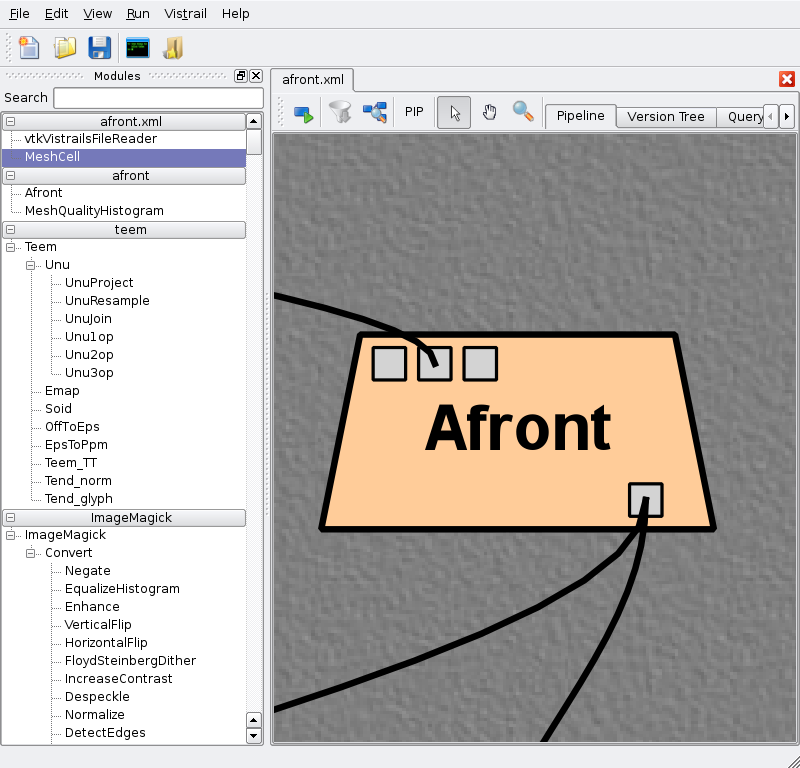 File Edit View Run Vistrail Help
Modules
Search
afront.xml
vtkVistrailsFileReader
MeshCell
afront
Afront
MeshQualityHistogram
teem
Teem
Unu
UnuProject
UnuResample
UnuJoin
Unu1op
Unu2op
Unu3op
Emap
Soid
OffToEps
EpsToPpm
Teem_TT
Tend_norm
Tend_glyph
ImageMagick
ImageMagick
Convert
Negate
EqualizeHistogram
Enhance
VerticalFlip
HorizontalFlip
FloydSteinbergDither
IncreaseContrast
Despeckle
Normalize
DetectEdges
afront.xml
PIP Pipeline Version Tree Query
Afront